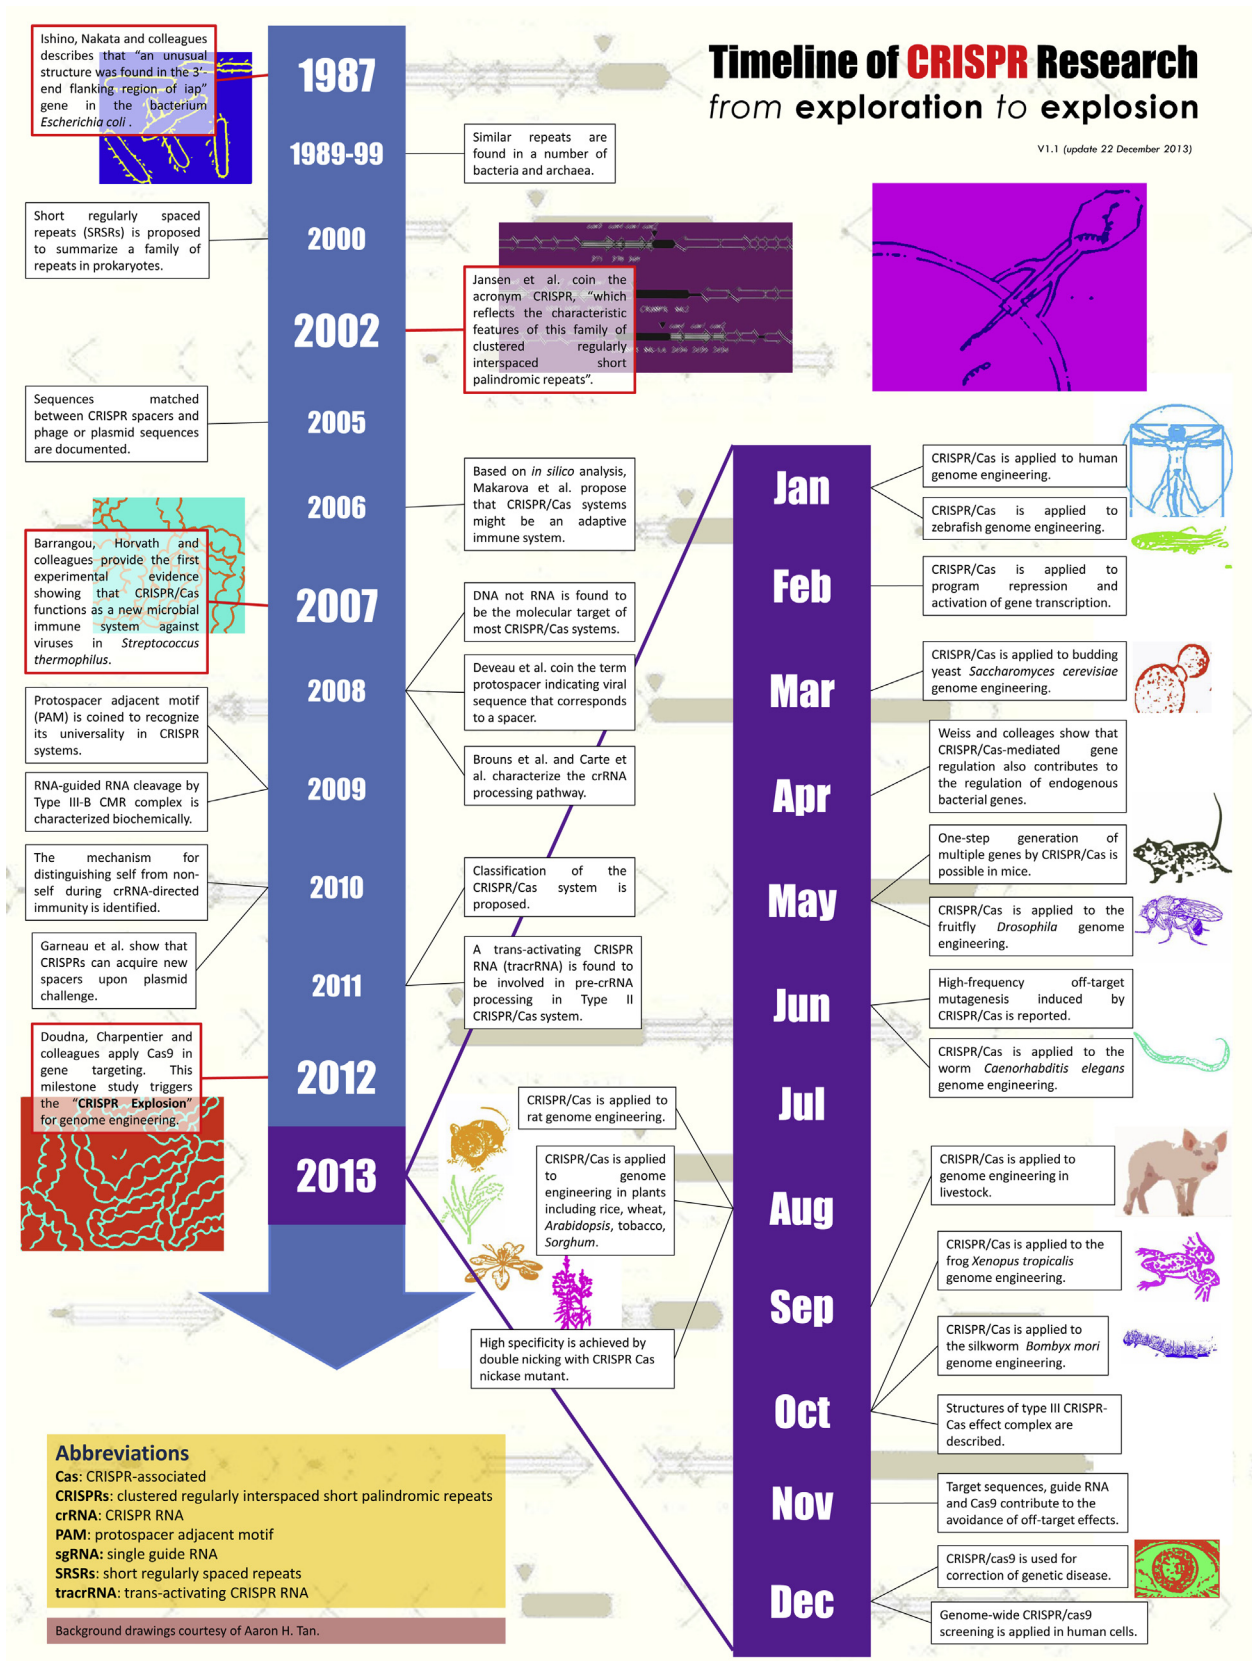 Timeline of CRISPR Research
from exploration to explosion
V1.1 (update 22 December 2013)
1987
Ishino, Nakata and colleagues
describes that “an unusual
structure was found in the 3’-
end flanking region of iap”
gene in the bacterium
Escherichia coli .
1989-99
Similar repeats are
found in a number of
bacteria and archaea.
2000
Short regularly spaced
repeats (SRSRs) is proposed
to summarize a family of
repeats in prokaryotes.
2002
Jansen et al. coin the
acronym CRISPR, “which
reflects the characteristic
features of this family of
clustered regularly
interspaced short
palindromic repeats”.
2005
Sequences matched
between CRISPR spacers and
phage or plasmid sequences
are documented.
2006
Based on in silico analysis,
Makarova et al. propose
that CRISPR/Cas systems
might be an adaptive
immune system.
2007
Barrangou, Horvath and
colleagues provide the first
experimental evidence
showing that CRISPR/Cas
functions as a new microbial
immune system against
viruses in Streptococcus
thermophilus.
2008
DNA not RNA is found to
be the molecular target of
most CRISPR/Cas systems.
Deveau et al. coin the term
protospacer indicating viral
sequence that corresponds
to a spacer.
Brouns et al. and Carte et
al. characterize the crRNA
processing pathway.
2009
Protospacer adjacent motif
(PAM) is coined to recognize
its universality in CRISPR
systems.
RNA-guided RNA cleavage by
Type III-B CMR complex is
characterized biochemically.
2010
The mechanism for
distinguishing self from non-
self during crRNA-directed
immunity is identified.
Garneau et al. show that
CRISPRs can acquire new
spacers upon plasmid
challenge.
2011
Classification of the
CRISPR/Cas system is
proposed.
A trans-activating CRISPR
RNA (tracrRNA) is found to
be involved in pre-crRNA
processing in Type II
CRISPR/Cas system.
2012
Doudna, Charpentier and
colleagues apply Cas9 in
gene targeting. This
milestone study triggers
the “CRISPR Explosion”
for genome engineering.
2013
Jan
CRISPR/Cas is applied to human
genome engineering.
CRISPR/Cas is applied to
zebrafish genome engineering.
Feb
CRISPR/Cas is applied to
program repression and
activation of gene transcription.
Mar
CRISPR/Cas is applied to budding
yeast Saccharomyces cerevisiae
genome engineering.
Apr
Weiss and colleages show that
CRISPR/Cas-mediated gene
regulation also contributes to
the regulation of endogenous
bacterial genes.
May
One-step generation of
multiple genes by CRISPR/Cas is
possible in mice.
CRISPR/Cas is applied to the
fruitfly Drosophila genome
engineering.
Jun
High-frequency off-target
mutagenesis induced by
CRISPR/Cas is reported.
CRISPR/Cas is applied to the
worm Caenorhabditis elegans
genome engineering.
Jul
Aug
CRISPR/Cas is applied to
rat genome engineering.
CRISPR/Cas is applied
to genome
engineering in plants
including rice, wheat,
Arabidopsis, tobacco,
Sorghum.
High specificity is achieved by
double nicking with CRISPR Cas
nickase mutant.
Sep
CRISPR/Cas is applied to
genome engineering in
livestock.
Oct
CRISPR/Cas is applied to the
frog Xenopus tropicalis
genome engineering.
CRISPR/Cas is applied to
the silkworm Bombyx mori
genome engineering.
Structures of type III CRISPR-
Cas effect complex are
described.
Nov
Target sequences, guide RNA
and Cas9 contribute to the
avoidance of off-target effects.
Dec
CRISPR/cas9 is used for
correction of genetic disease.
Genome-wide CRISPR/cas9
screening is applied in human cells.
Abbreviations
Cas: CRISPR-associated
CRISPRs: clustered regularly interspaced short palindromic repeats
crRNA: CRISPR RNA
PAM: protospacer adjacent motif
sgRNA: single guide RNA
SRSRs: short regularly spaced repeats
tracrRNA: trans-activating CRISPR RNA
Background drawings courtesy of Aaron H. Tan.